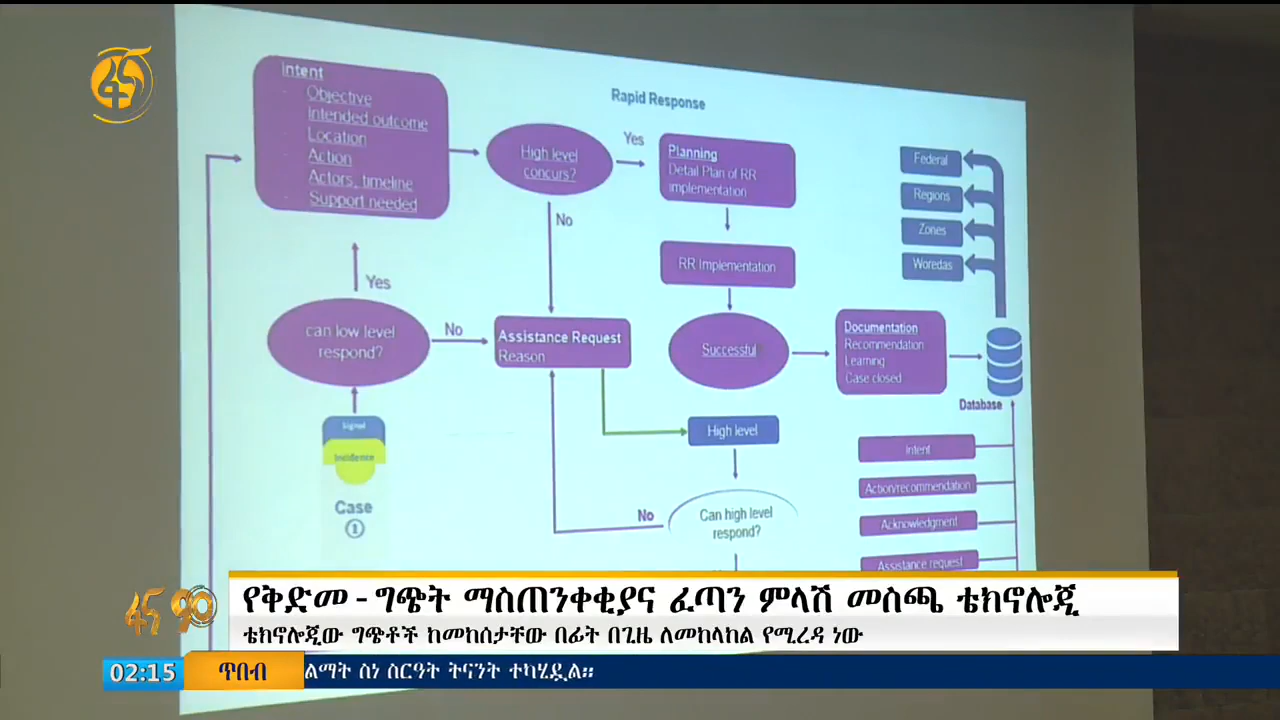 ፋና
Rapid Response
Intent
Objective
Intended outcome
Location
Action
Actors, timeline
Support needed
High level
concurs?
Yes
Planning
Detail Plan of RR
implementation
Federal
Regions
Zones
Woredas
No
RR Implementation
Yes
can low level
respond?
No
Assistance Request
Reason
Successful
Documentation
Recommendation
Learning
Case closed
Database
Signal
Incidence
High level
Intent
Action/recommendation
Case
1
No
Can high level
respond?
Acknowledgment
Assistance request
ፋና 90
የቅድመ - ግጭት ማስጠንቀቂያና ፈጣን ምላሽ መስጫ ቴክኖሎጂ
ቴክኖሎጂው ግጭቶች ከመከሰታቸው በፊት በጊዜ ለመከላከል የሚረዳ ነው
02:15 ጥበብ ልማት ስነ ስርዓት ትናንት ተካሂዷል።